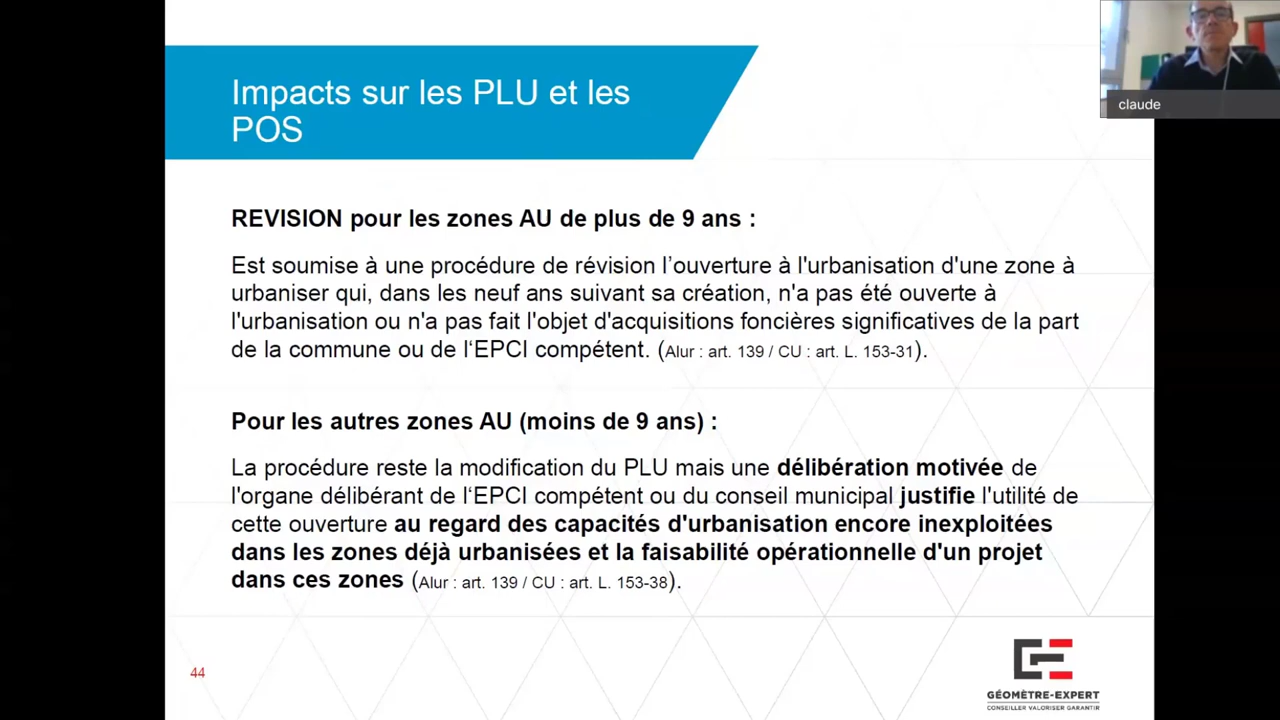 Impacts sur les PLU et les
POS
claude
REVISION pour les zones AU de plus de 9 ans :
Est soumise à une procédure de révision l’ouverture à l'urbanisation d'une zone à
urbaniser qui, dans les neuf ans suivant sa création, n'a pas été ouverte à
l'urbanisation ou n'a pas fait l'objet d'acquisitions foncières significatives de la part
de la commune ou de l‘EPCI compétent. (Alur : art. 139 / CU : art. L. 153-31).
Pour les autres zones AU (moins de 9 ans) :
La procédure reste la modification du PLU mais une délibération motivée de
l'organe délibérant de l‘EPCI compétent ou du conseil municipal justifie l'utilité de
cette ouverture au regard des capacités d'urbanisation encore inexploitées
dans les zones déjà urbanisées et la faisabilité opérationnelle d'un projet
dans ces zones (Alur : art. 139 / CU : art. L. 153-38).
44
GÉOMÈTRE-EXPERT
CONSEILLER VALORISER GARANTIR